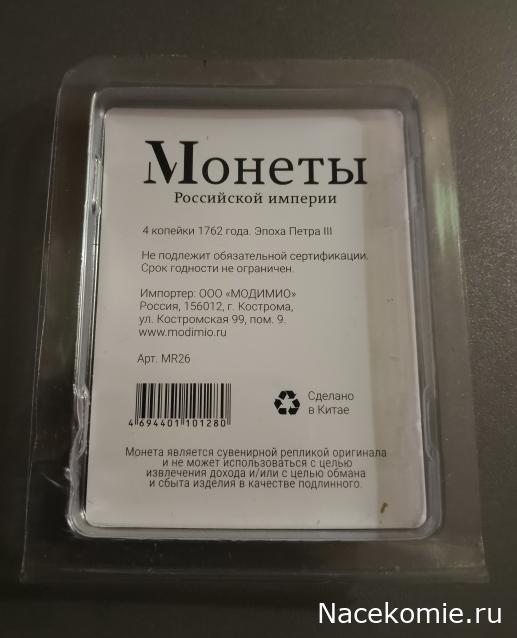 Монеты
Российской империи
4 копейки 1762 года. Эпоха Петра III
Не подлежит обязательной сертификации.
Срок годности не ограничен.
Импортер: ООО «МОДИМИО»
Россия, 156012, г. Кострома,
ул. Костромская 99, пом. 9.
www.modimio.ru
Арт. MR26
4 694401 101280
Сделано
в Китае
Монета является сувенирной репликой оригинала
и не может использоваться с целью
извлечения дохода и/или с целью обмана
и сбыта изделия в качестве подлинного.
Nacekomie.ru